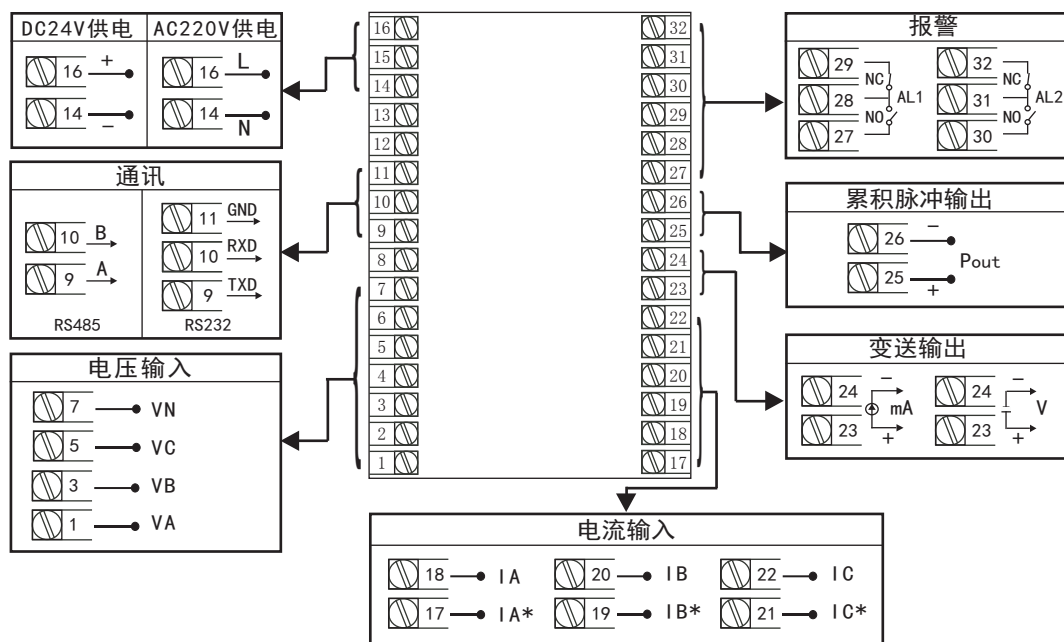 DC24V供电
AC220V供电
16 +
14 −
16 L
14 N
通讯
10 B
9 A
RS485
11 GND
10 RXD
9 TXD
RS232
电压输入
7 VN
5 VC
3 VB
1 VA
16
15
14
13
12
11
10
9
8
7
6
5
4
3
2
1
32
31
30
29
28
27
26
25
24
23
22
21
20
19
18
17
报警
29
28
27
NC
NO
AL1
32
31
30
NC
NO
AL2
累积脉冲输出
26 −
25 +
Pout
变送输出
24 −
23 +
mA
24 −
23 +
V
电流输入
18 IA
20 IB
22 IC
17 IA*
19 IB*
21 IC*